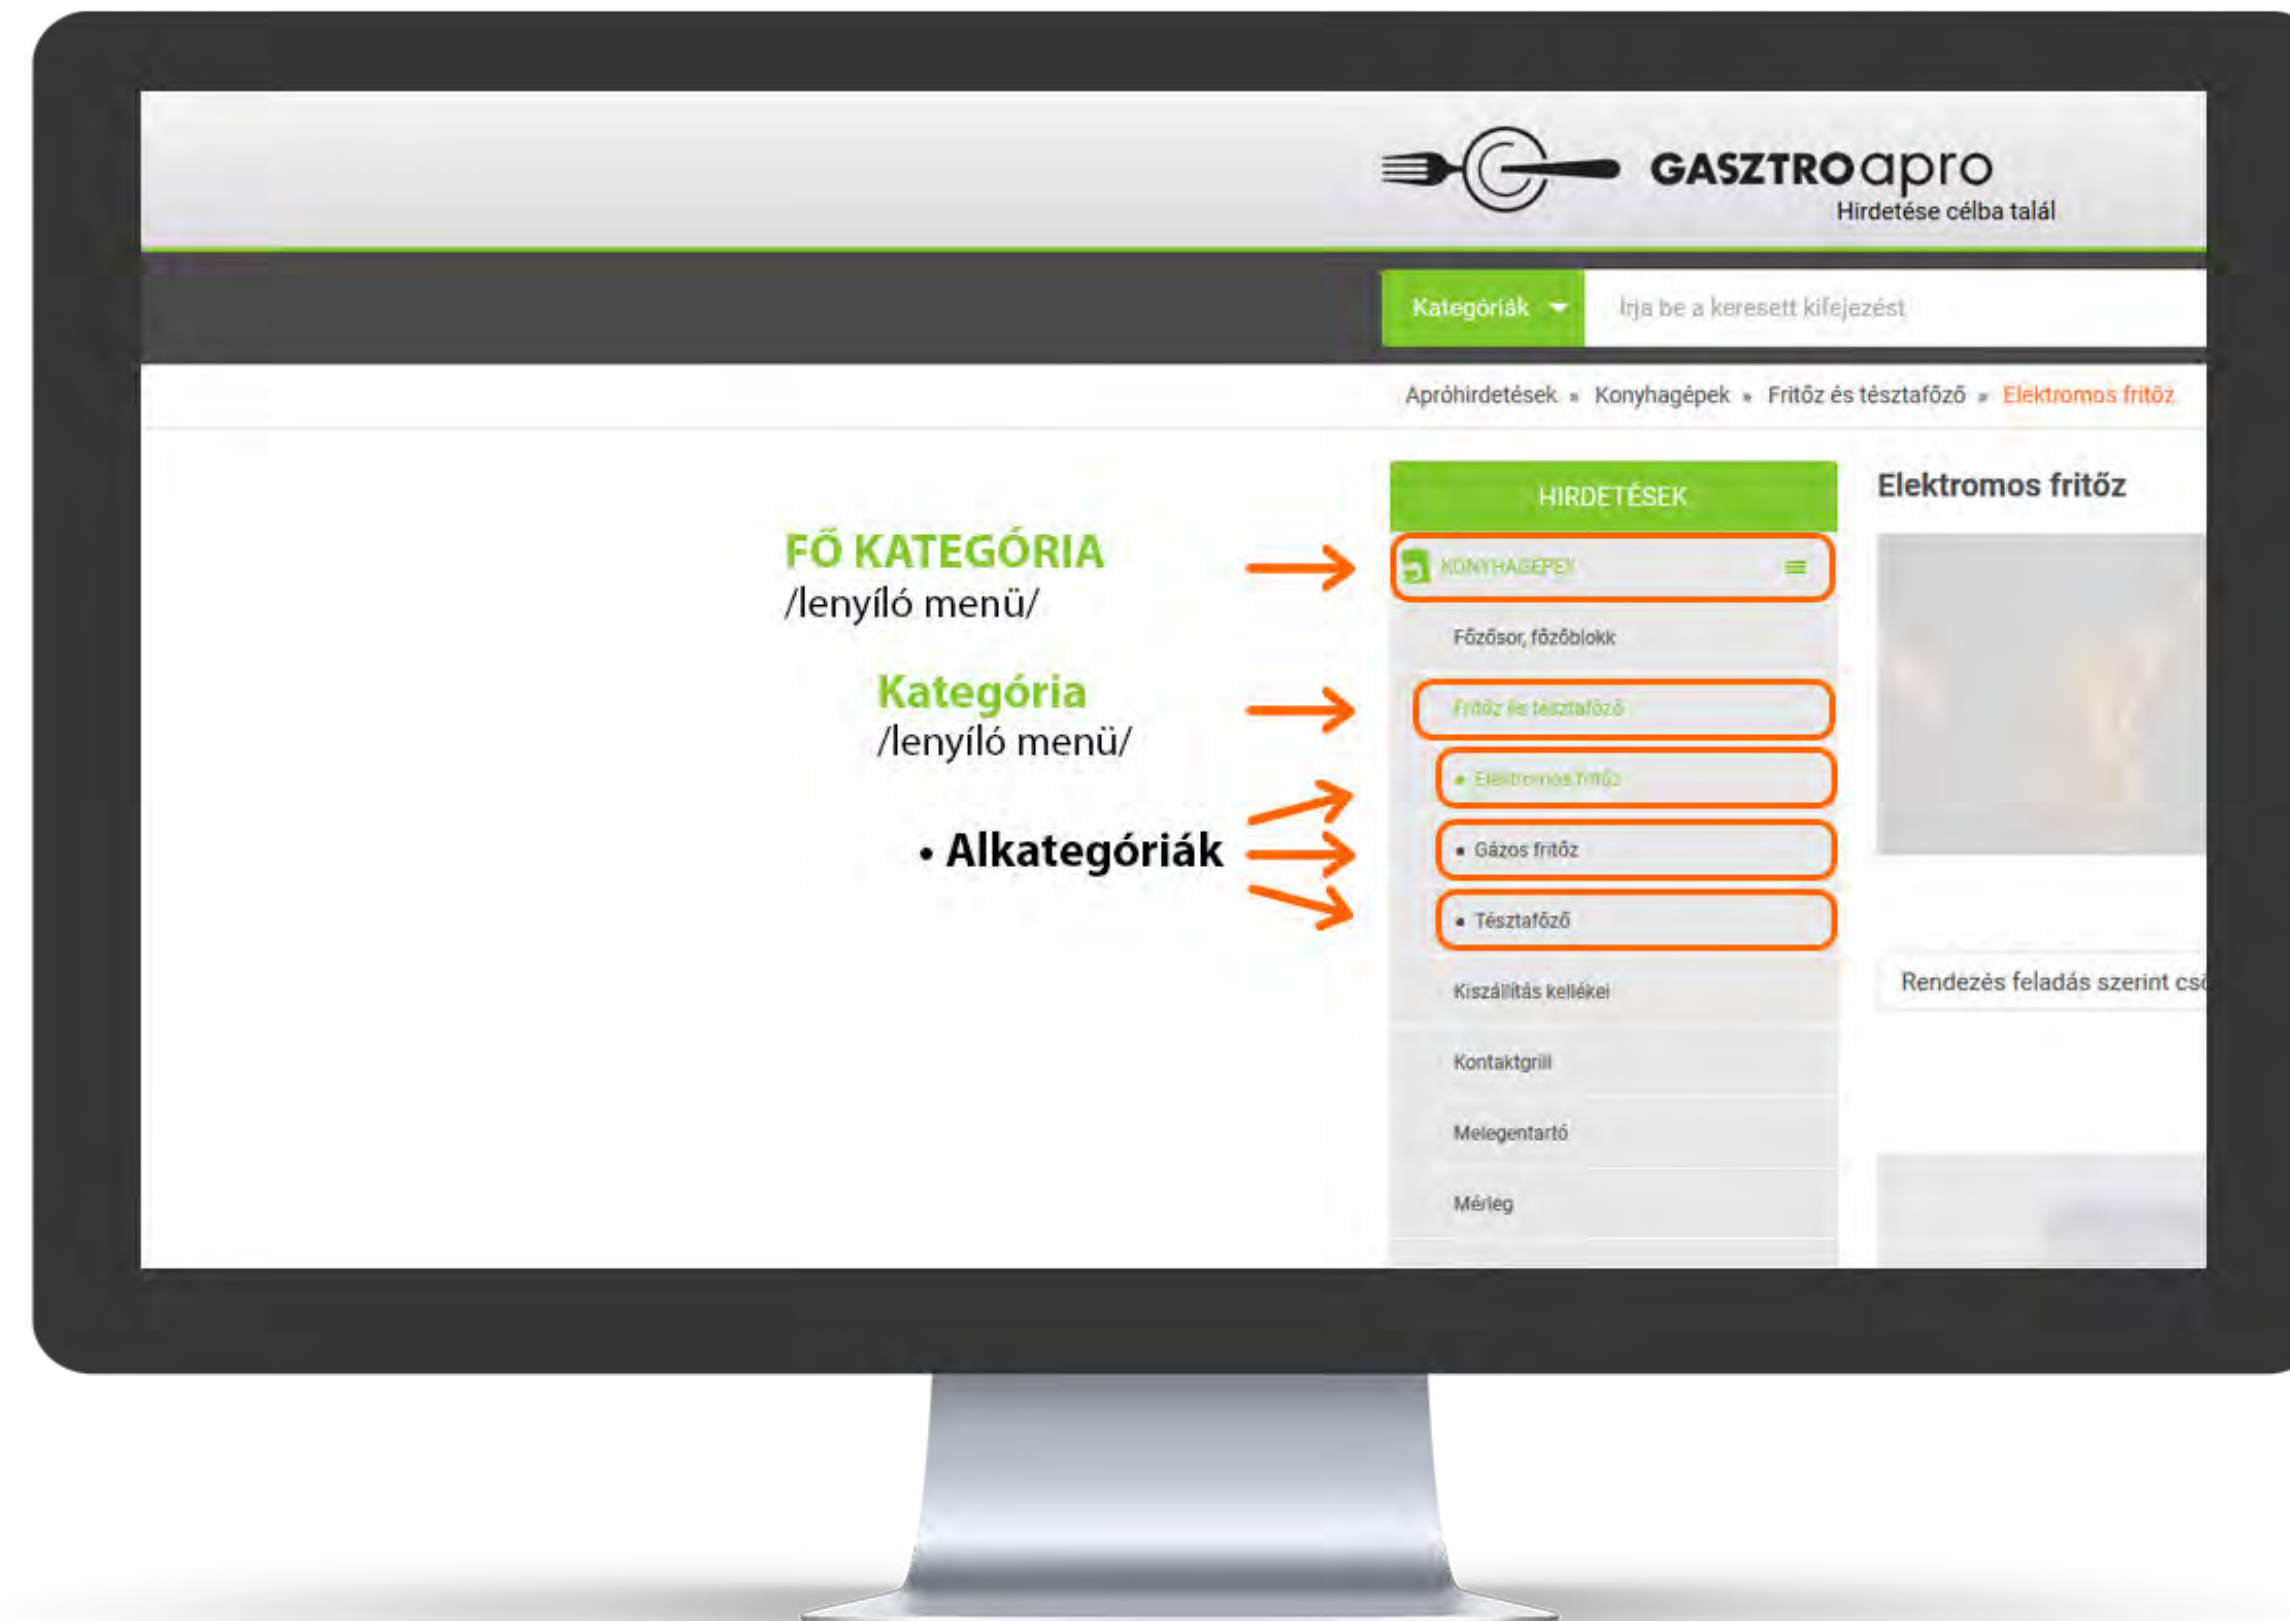 GASZTROapro
Hirdetése célba talál
Kategóriák
Írja be a keresett kifejezést
Apróhirdetések » Konyhagépek » Fritőz és tésztafőző » Elektromos fritőz
HIRDETÉSEK
Elektromos fritőz
FŐ KATEGÓRIA
/lenyíló menü/
KONYHAGÉPEK
Főzősor, főzőblokk
Kategória
/lenyíló menü/
Fritőz és tésztafőző
• Elektromos fritőz
• Alkategóriák
• Gázos fritőz
• Tésztafőző
Kiszállítás kellékei
Rendezés feladás szerint csö
Kontaktgrill
Melegentartó
Mérleg